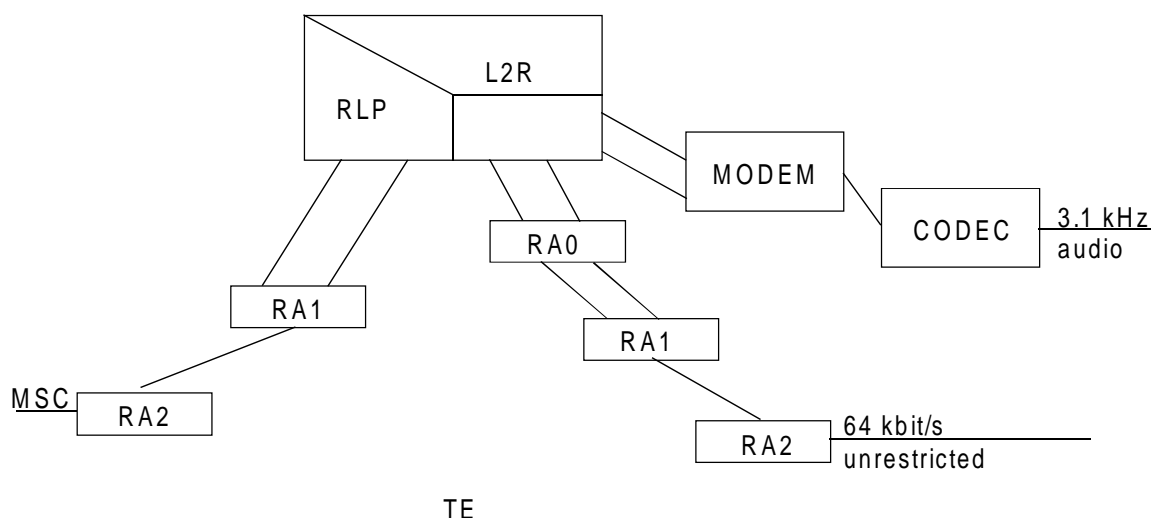 L2R
RLP
MODEM
CODEC
3.1 kHz
audio
RA0
RA1
RA1
MSC
RA2
RA2
64 kbit/s
unrestricted
TE